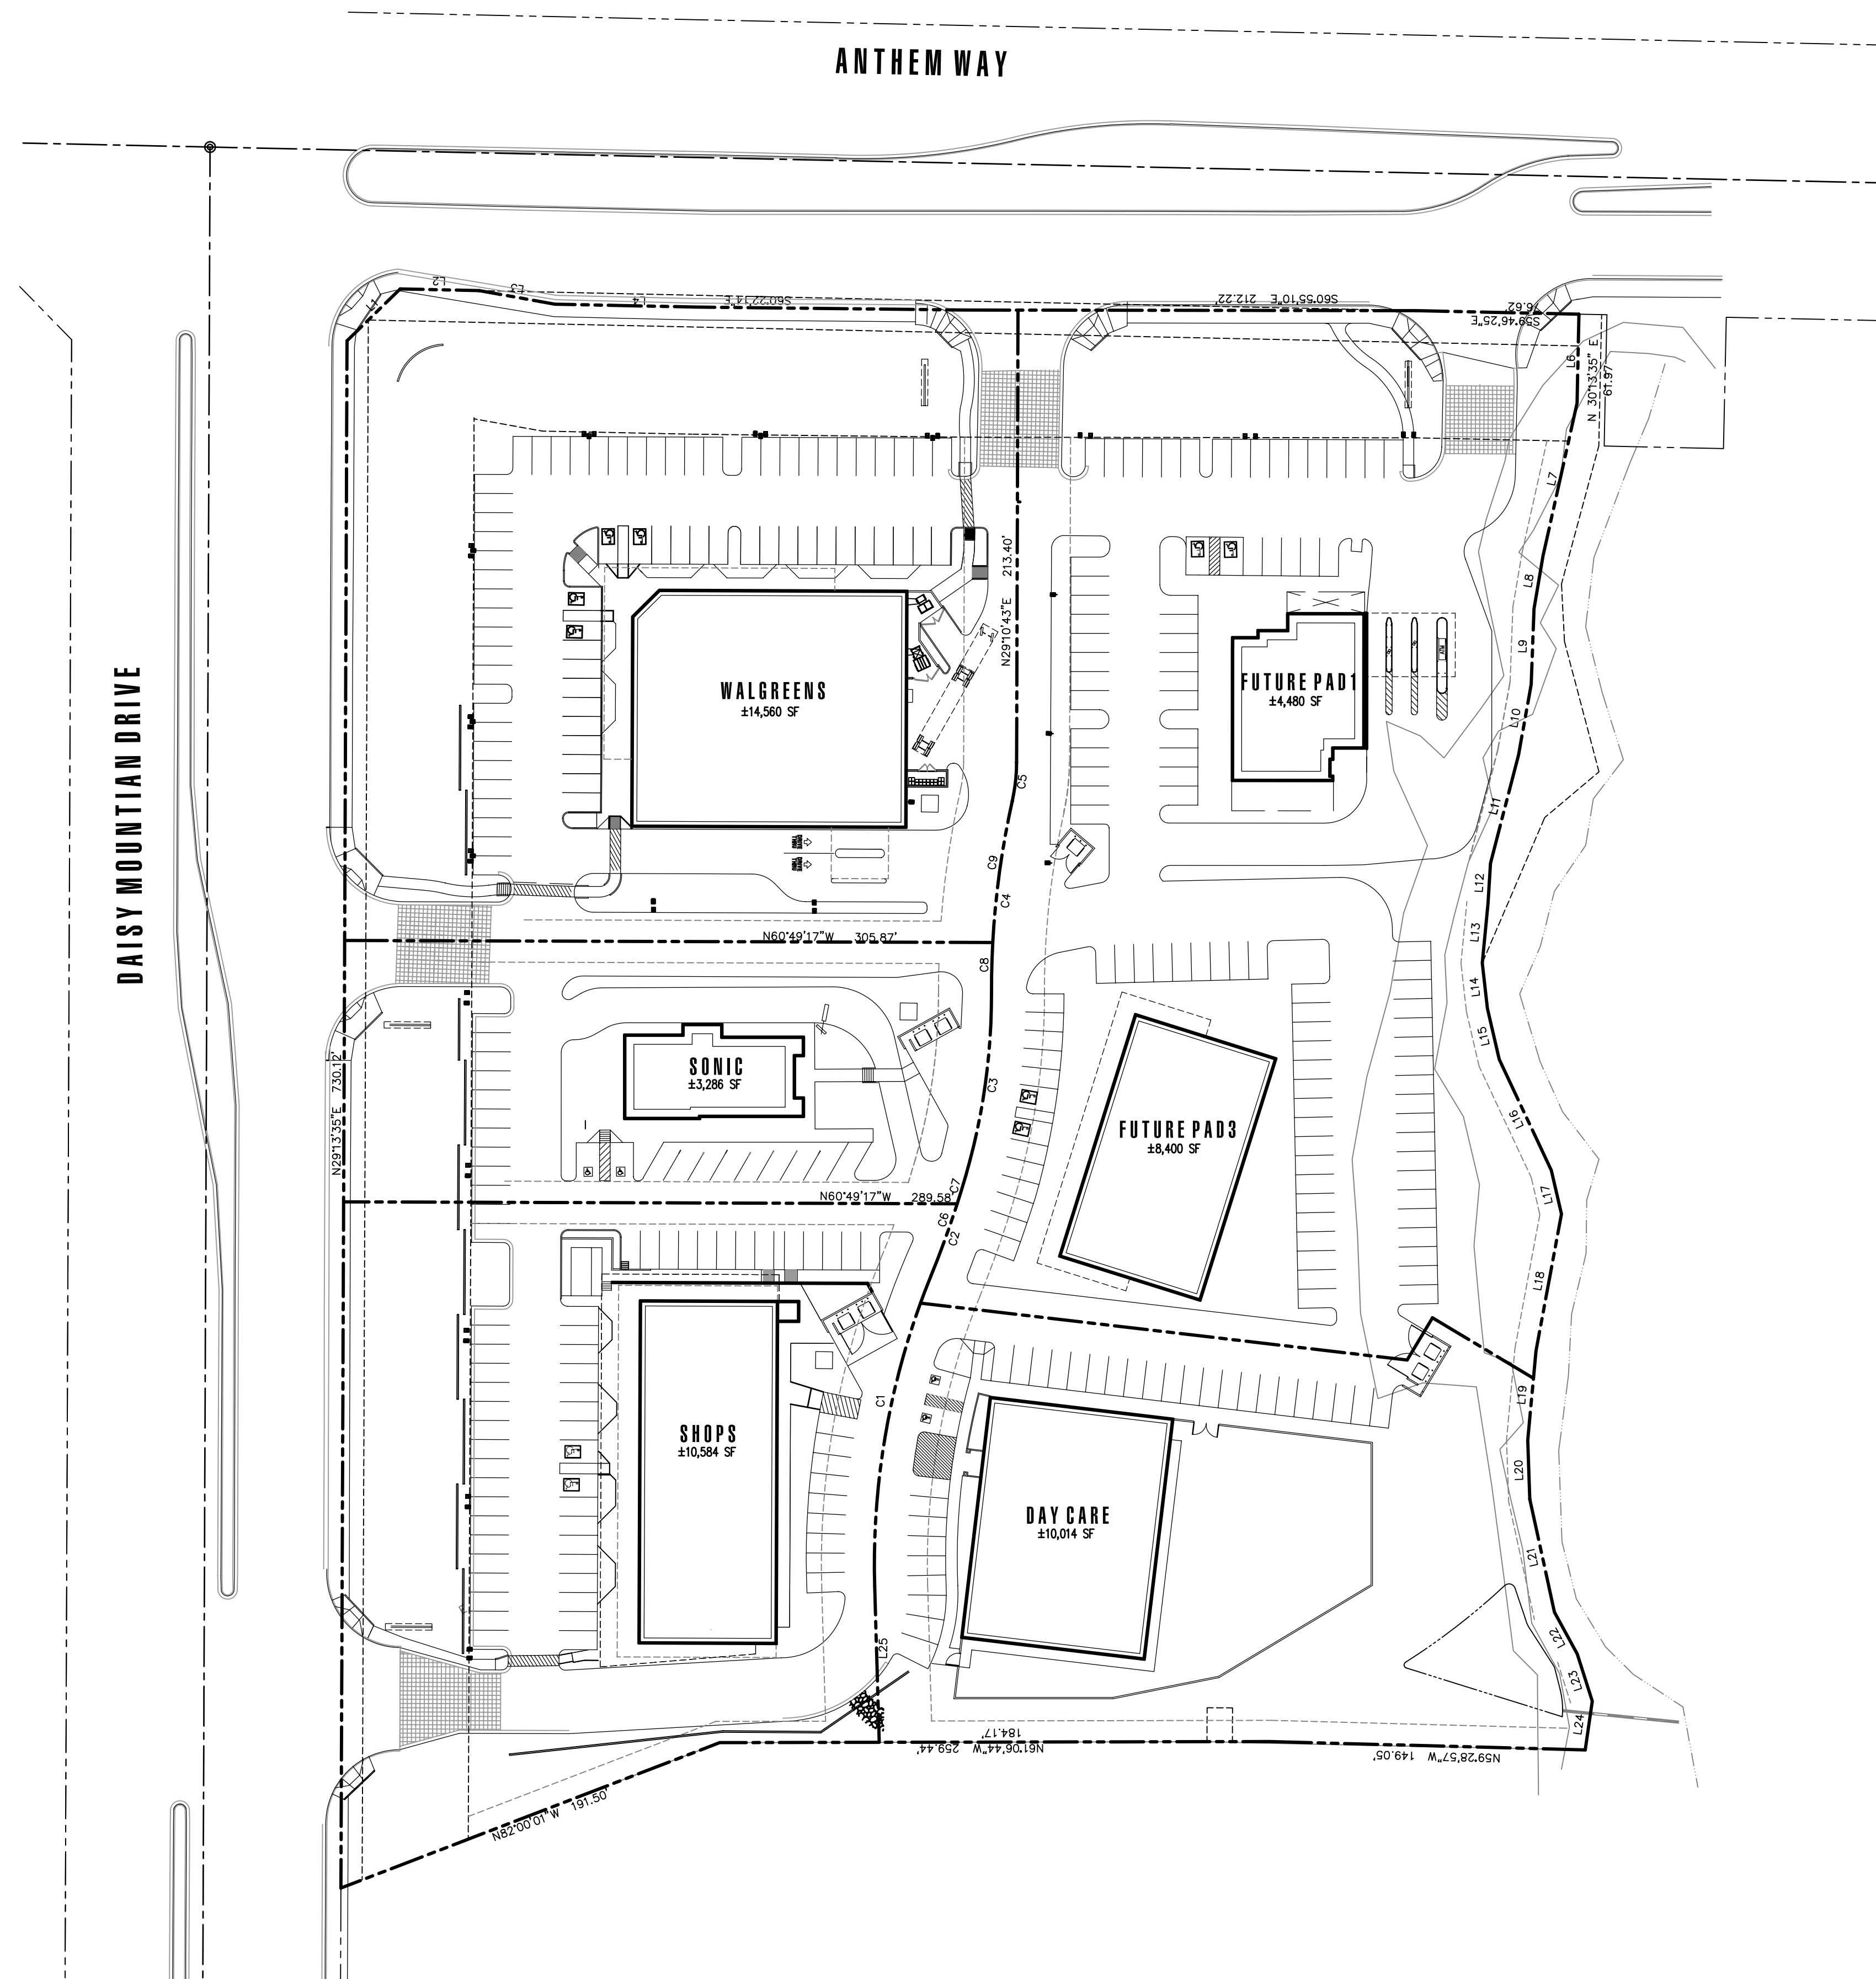 ANTHEM WAY
DAISY MOUNTIAN DRIVE
L1
L2
L3
L4
S60°22'14"E
S60°55'10"E 212.22'
76.62'
S59°46'25"E
L6
N 30°13'35" E
61.97'
L7
L8
L9
L10
L11
L12
L13
L14
L15
L16
L17
L18
L19
L20
L21
L22
L23
L24
L25
N29°10'43"E 213.40'
C5
C9
C4
C8
C3
C7
C6
C2
C1
WALGREENS
±14,560 SF
FUTURE PAD1
±4,480 SF
ATM
N60°49'17"W 305.87'
SONIC
±3,286 SF
FUTURE PAD3
±8,400 SF
N29°13'35"E 730.12'
N60°49'17"W 289.58'
SHOPS
±10,584 SF
DAY CARE
±10,014 SF
184.17'
N61°06'44"W 259.44'
N59°28'57"W 149.05'
N82°00'01"W 191.50'